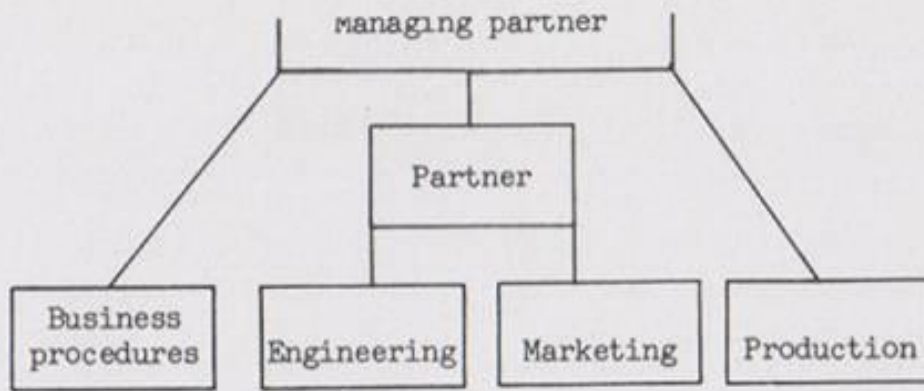 Managing partner
Partner
Business
procedures
Engineering
Marketing
Production